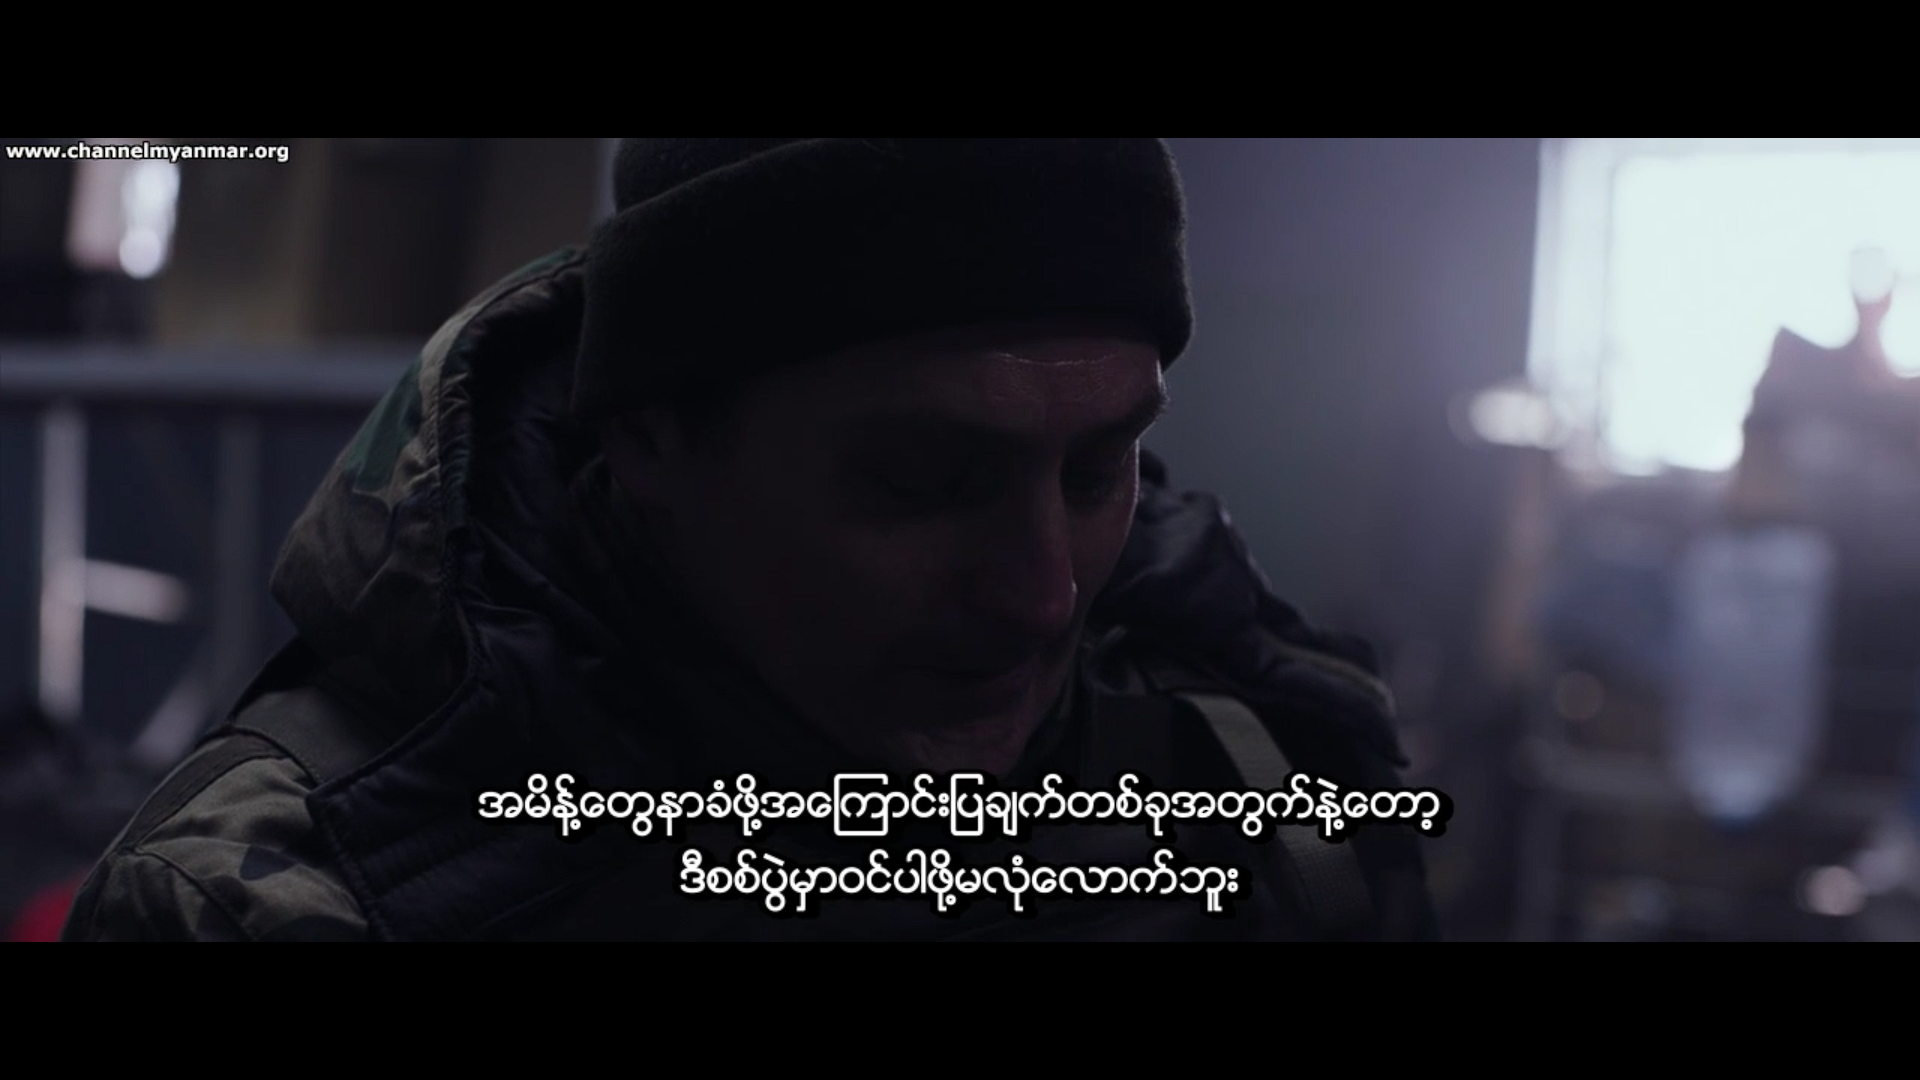 www.channelmyanmar.org
အမိန့်တွေနာခံဖို့အကြောင်းပြချက်တစ်ခုအတွက်နဲ့တော့
ဒီစစ်ပွဲမှာဝင်ပါဖို့မလုံလောက်ဘူး